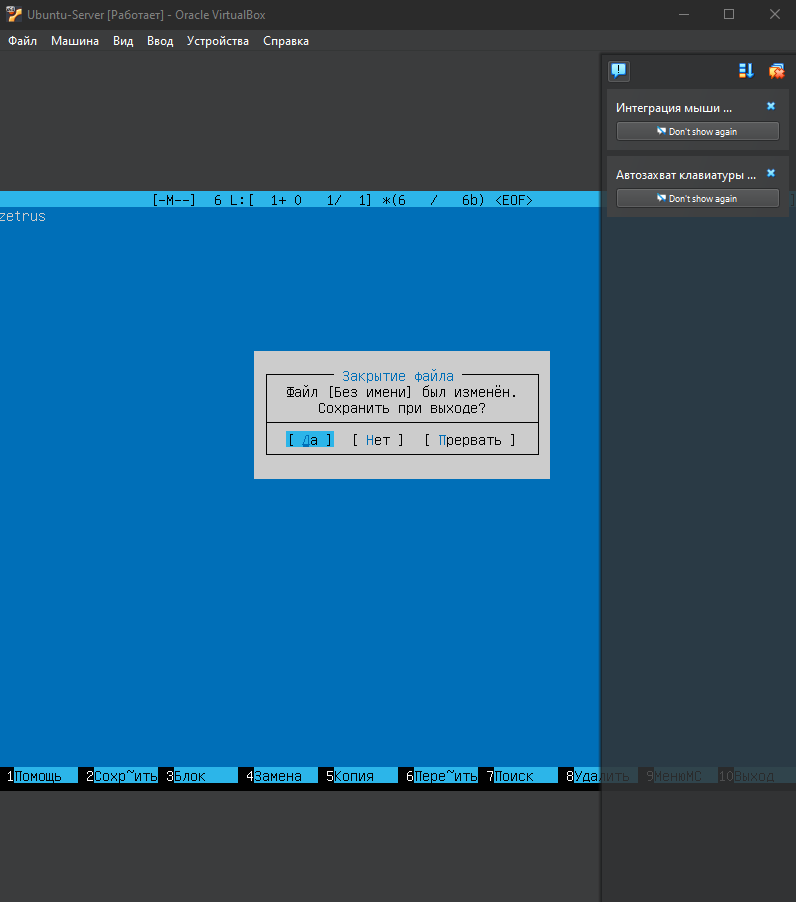 Ubuntu-Server [Работает] - Oracle VirtualBox
Файл Машина Вид Ввод Устройства Справка
Интеграция мыши ...
Don't show again
Автозахват клавиатуры ...
Don't show again
[-M--] 6 L:[ 1+ 0 1/ 1] *(6 / 6b) <EOF>
zetrus
Закрытие файла
Файл [Без имени] был изменён.
Сохранить при выходе?
[ Да ] [ Нет ] [ Прервать ]
1Помощь 2Сохр~ить 3Блок 4Замена 5Копия 6Пере~ить 7Поиск 8Удалить 9МенюMC 10Выход